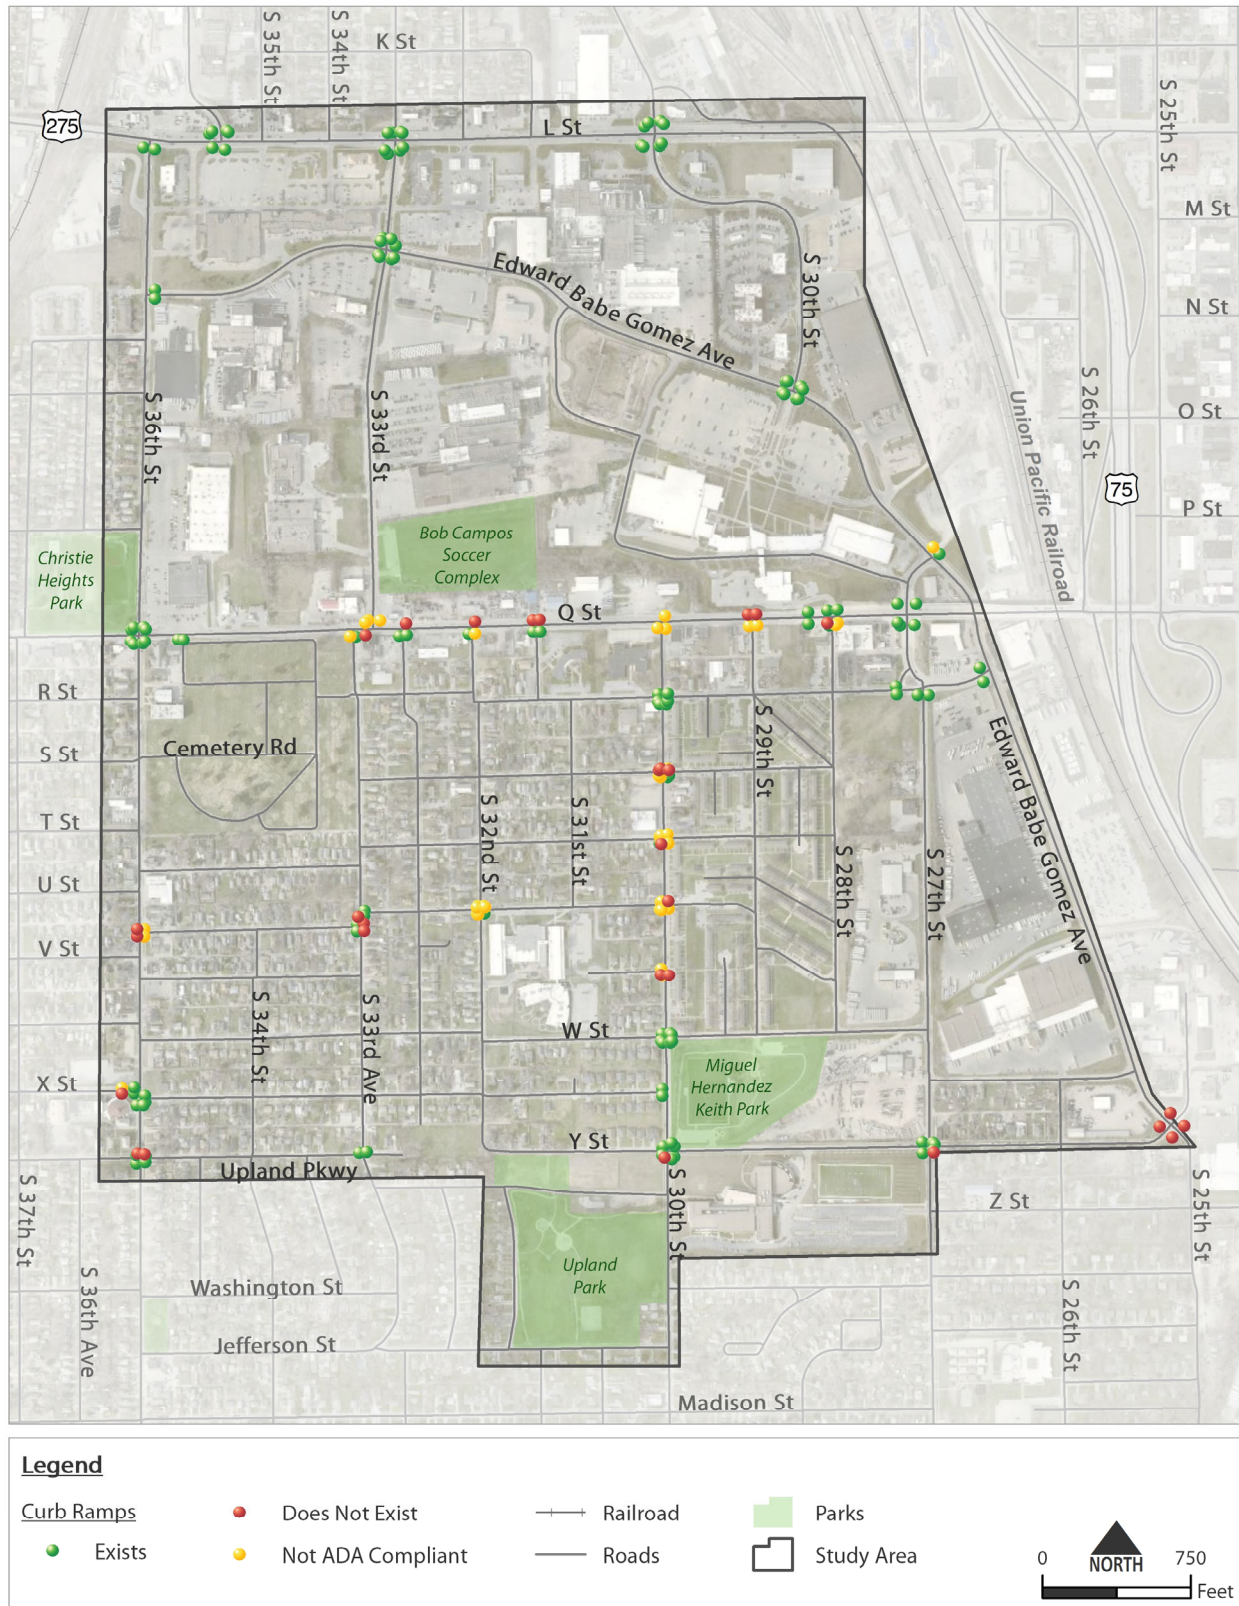 S 35th St
S 34th St
K St
275
L St
S 25th St
M St
Edward Babe Gomez Ave
S 30th St
N St
S 36th St
S 33rd St
Union Pacific Railroad
S 26th St
O St
75
P St
Christie
Heights
Park
Bob Campos
Soccer
Complex
Q St
R St
S St
Cemetery Rd
S 29th St
Edward Babe Gomez Ave
T St
S 32nd St
S 31st St
U St
S 28th St
S 27th St
V St
S 34th St
S 33rd Ave
W St
X St
Miguel
Hernandez
Keith Park
Y St
Upland Pkwy
S 37th St
S 30th St
Z St
S 25th St
S 36th Ave
Washington St
Upland
Park
S 26th St
Jefferson St
Madison St
Legend
Curb Ramps
Exists
Does Not Exist
Not ADA Compliant
Railroad
Roads
Parks
Study Area
0
NORTH
750
Feet